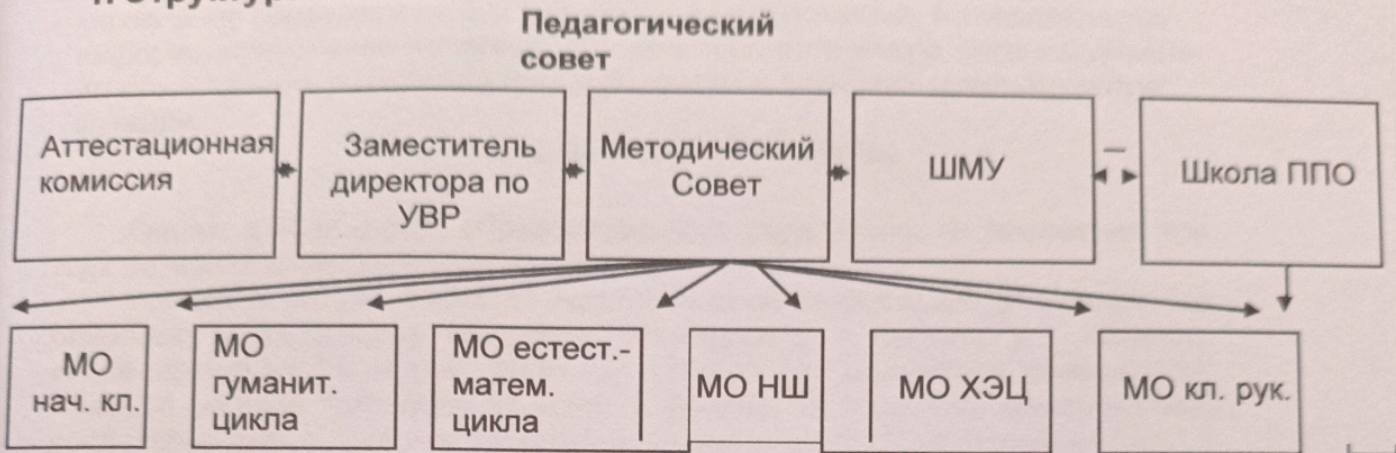 Педагогический
совет
Аттестационная
комиссия
Заместитель
директора по
УВР
Методический
Совет
ШМУ
Школа ППО
МО
нач. кл.
МО
гуманит.
цикла
МО естест.-
матем.
цикла
МО НШ
МО ХЭЦ
МО кл. рук.